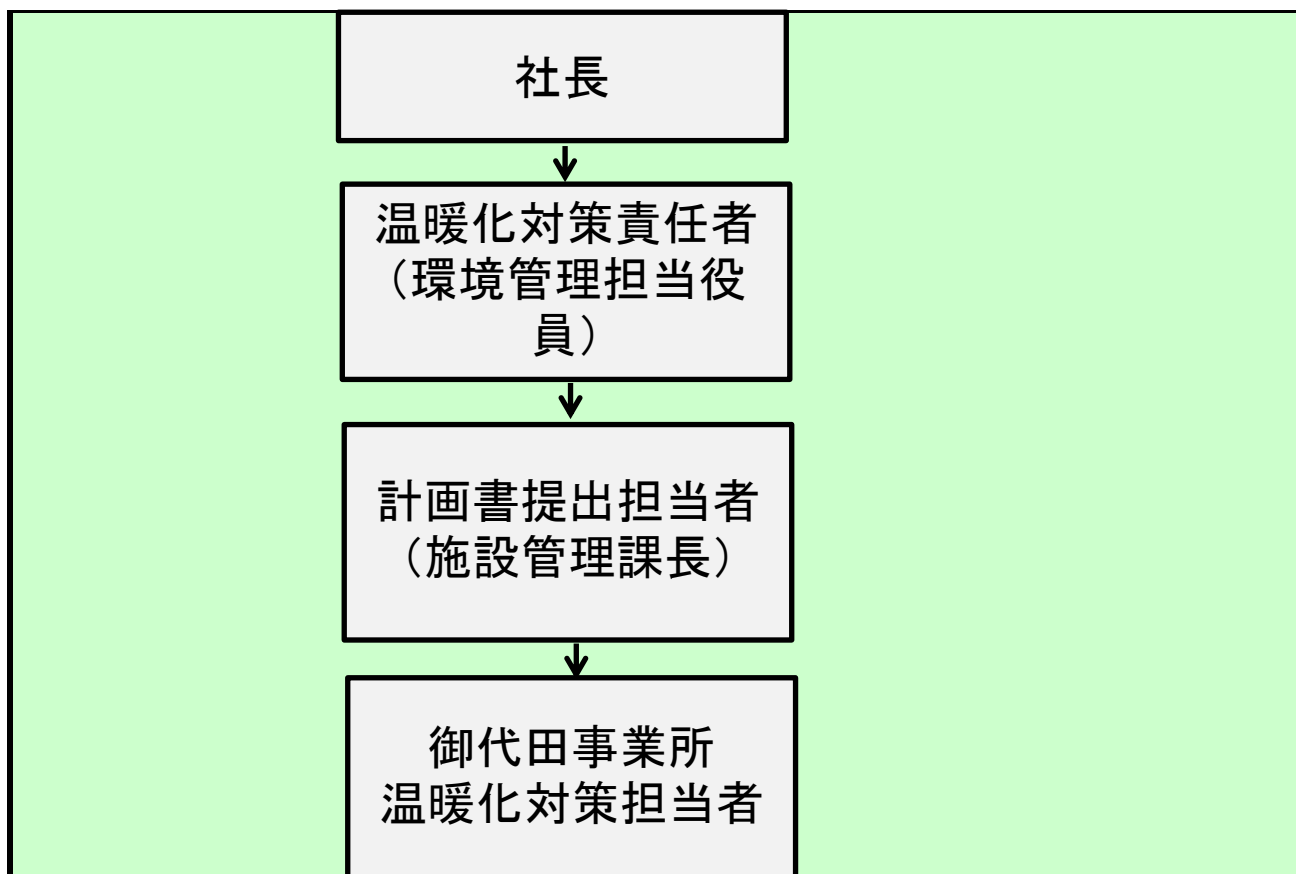 社長
温暖化対策責任者
（環境管理担当役
員）
計画書提出担当者
（施設管理課長）
御代田事業所
温暖化対策担当者